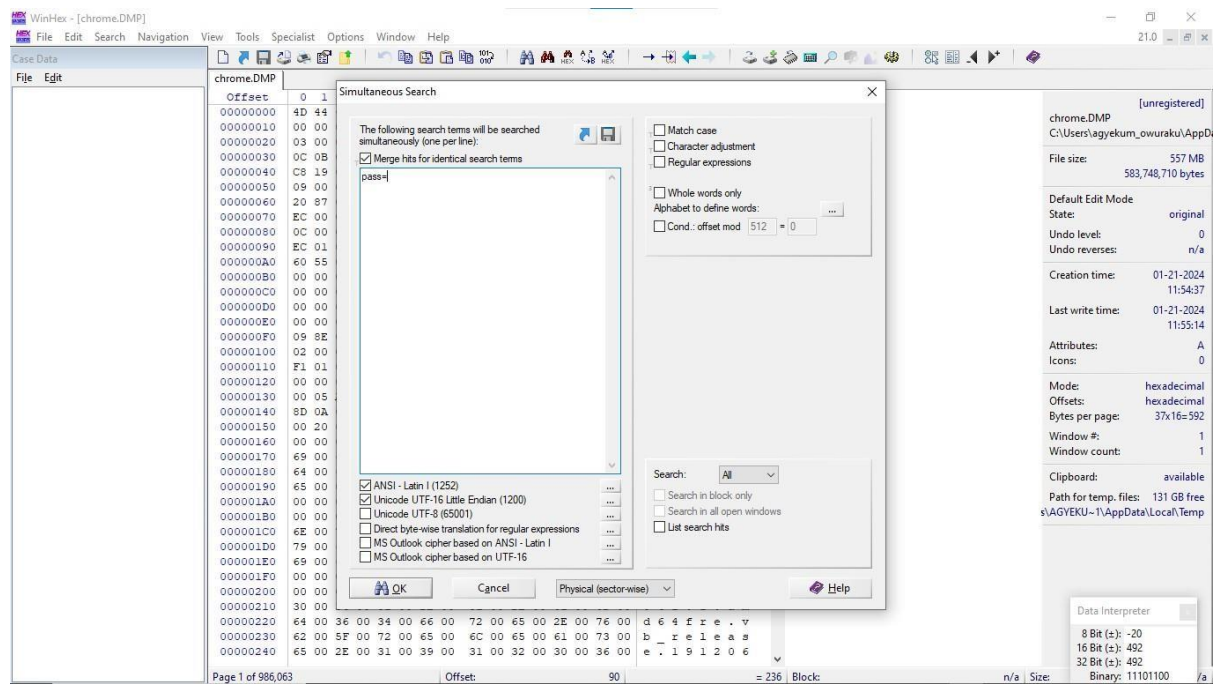 WinHex - [chrome.DMP]
File Edit Search Navigation View Tools Specialist Options Window Help
21.0
Case Data
File Edit
chrome.DMP
Offset 0 1
00000000 4D 44
00000010 00 00
00000020 03 00
00000030 0C 0B
00000040 C8 19
00000050 09 00
00000060 20 87
00000070 EC 00
00000080 0C 00
00000090 EC 01
000000A0 60 55
000000B0 00 00
000000C0 00 00
000000D0 00 00
000000E0 00 00
000000F0 09 8E
00000100 02 00
00000110 F1 01
00000120 00 00
00000130 00 05
00000140 8D 0A
00000150 00 20
00000160 00 00
00000170 69 00
00000180 64 00
00000190 65 00
000001A0 00 00
000001B0 00 00
000001C0 6E 00
000001D0 79 00
000001E0 69 00
000001F0 00 00
00000200 00 00
00000210 30 00
00000220 64 00 36 00 34 00 66 00 72 00 65 00 2E 00 76 00 d 6 4 f r e . v
00000230 62 00 5F 00 72 00 65 00 6C 00 65 00 61 00 73 00 b _ r e l e a s
00000240 65 00 2E 00 31 00 39 00 31 00 32 00 30 00 36 00 e . 1 9 1 2 0 6
Simultaneous Search
The following search terms will be searched
simultaneously (one per line):
Merge hits for identical search terms
pass=
ANSI - Latin I (1252)
Unicode UTF-16 Little Endian (1200)
Unicode UTF-8 (65001)
Direct byte-wise translation for regular expressions
MS Outlook cipher based on ANSI - Latin I
MS Outlook cipher based on UTF-16
Match case
Character adjustment
Regular expressions
Whole words only
Alphabet to define words:
...
Cond.: offset mod 512 = 0
Search: All
Search in block only
Search in all open windows
List search hits
OK
Cancel
Physical (sector-wise)
Help
[unregistered]
chrome.DMP
C:\Users\agyekum_owuraku\AppD
File size: 557 MB
583,748,710 bytes
Default Edit Mode
State: original
Undo level: 0
Undo reverses: n/a
Creation time: 01-21-2024
11:54:37
Last write time: 01-21-2024
11:55:14
Attributes: A
Icons: 0
Mode: hexadecimal
Offsets: hexadecimal
Bytes per page: 37x16=592
Window #: 1
Window count: 1
Clipboard: available
Path for temp. files: 131 GB free
s\AGYEKU~1\AppData\Local\Temp
Data Interpreter
8 Bit (±): -20
16 Bit (±): 492
32 Bit (±): 492
Binary: 11101100
Page 1 of 986,063 Offset: 90 = 236 Block: n/a Size: /a